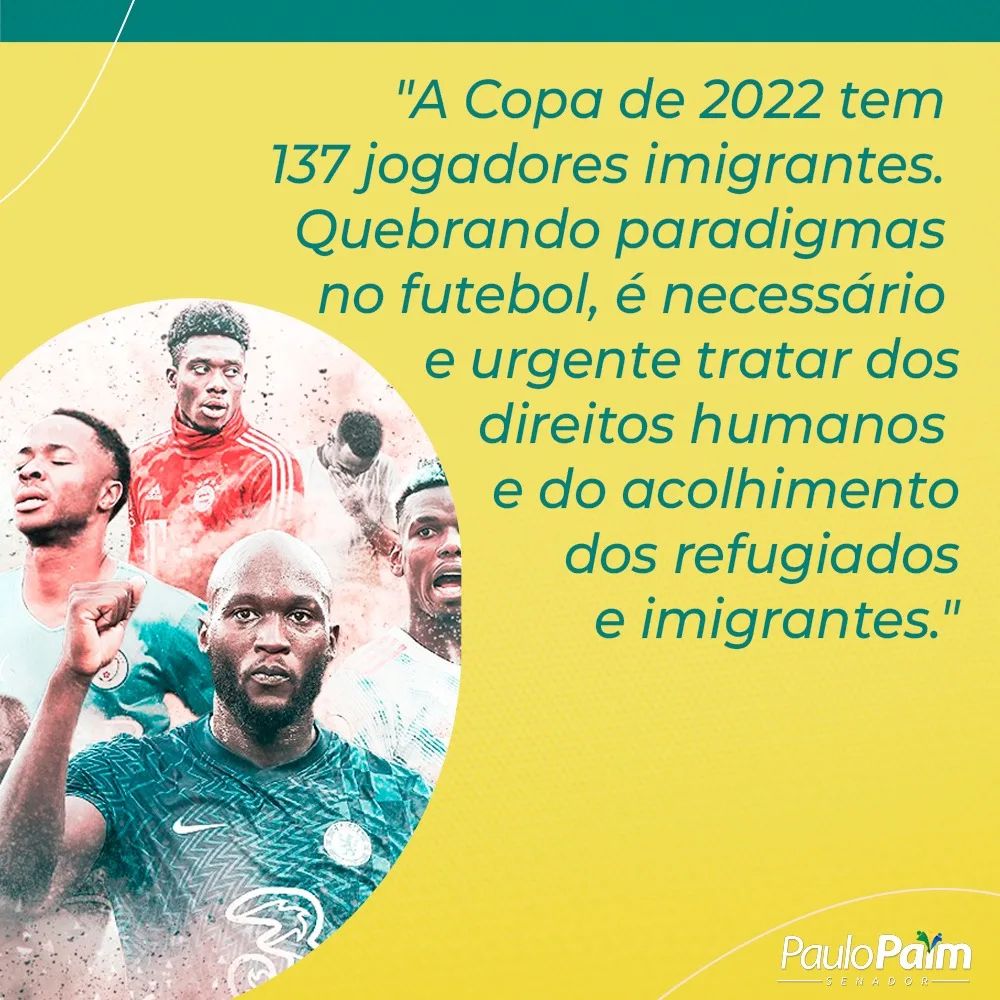 "A Copa de 2022 tem
137 jogadores imigrantes.
Quebrando paradigmas
no futebol, é necessário
e urgente tratar dos
direitos humanos
e do acolhimento
dos refugiados
e imigrantes."
PauloPaim
SENADOR